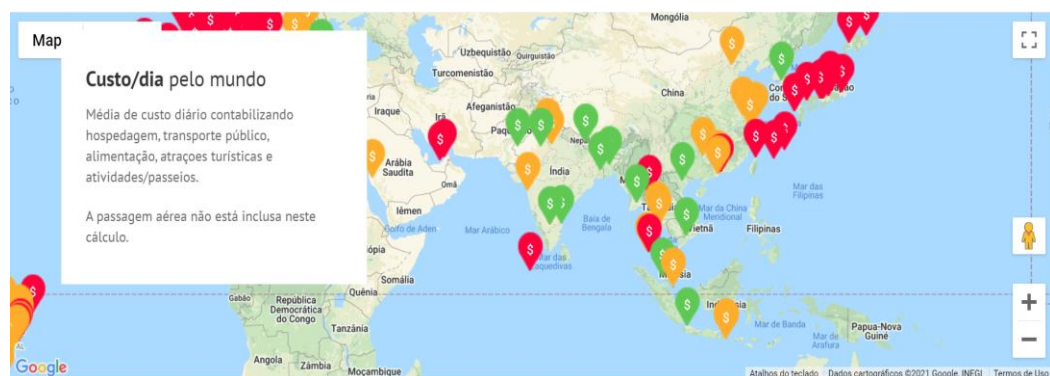 Map
Custo/dia pelo mundo
Média de custo diário contabilizando
hospedagem, transporte público,
alimentação, atraçoes turísticas e
atividades/passeios.
A passagem aérea não está inclusa neste
cálculo.
Mongólia
Uzbequistão
Quirguistão
Turcomenistão
China
Afeganistão
Iraque
Irã
Nepal
Arábia
Saudita
Omã
Índia
Mar das
Filipinas
Iêmen
Golfo de Áden
Mar Arábico
Baía de
Bengala
Mar da China
Meridional
Vietnã
Filipinas
Somália
Quênia
Gabão
República
Democrática
do Congo
Tanzânia
Mar de Banda
Papua-Nova
Guiné
Mar de
Arafura
Angola
Zâmbia
Moçambique
Google
Atalhos do teclado
Dados cartográficos ©2021 Google, INEGI
Termos de Uso